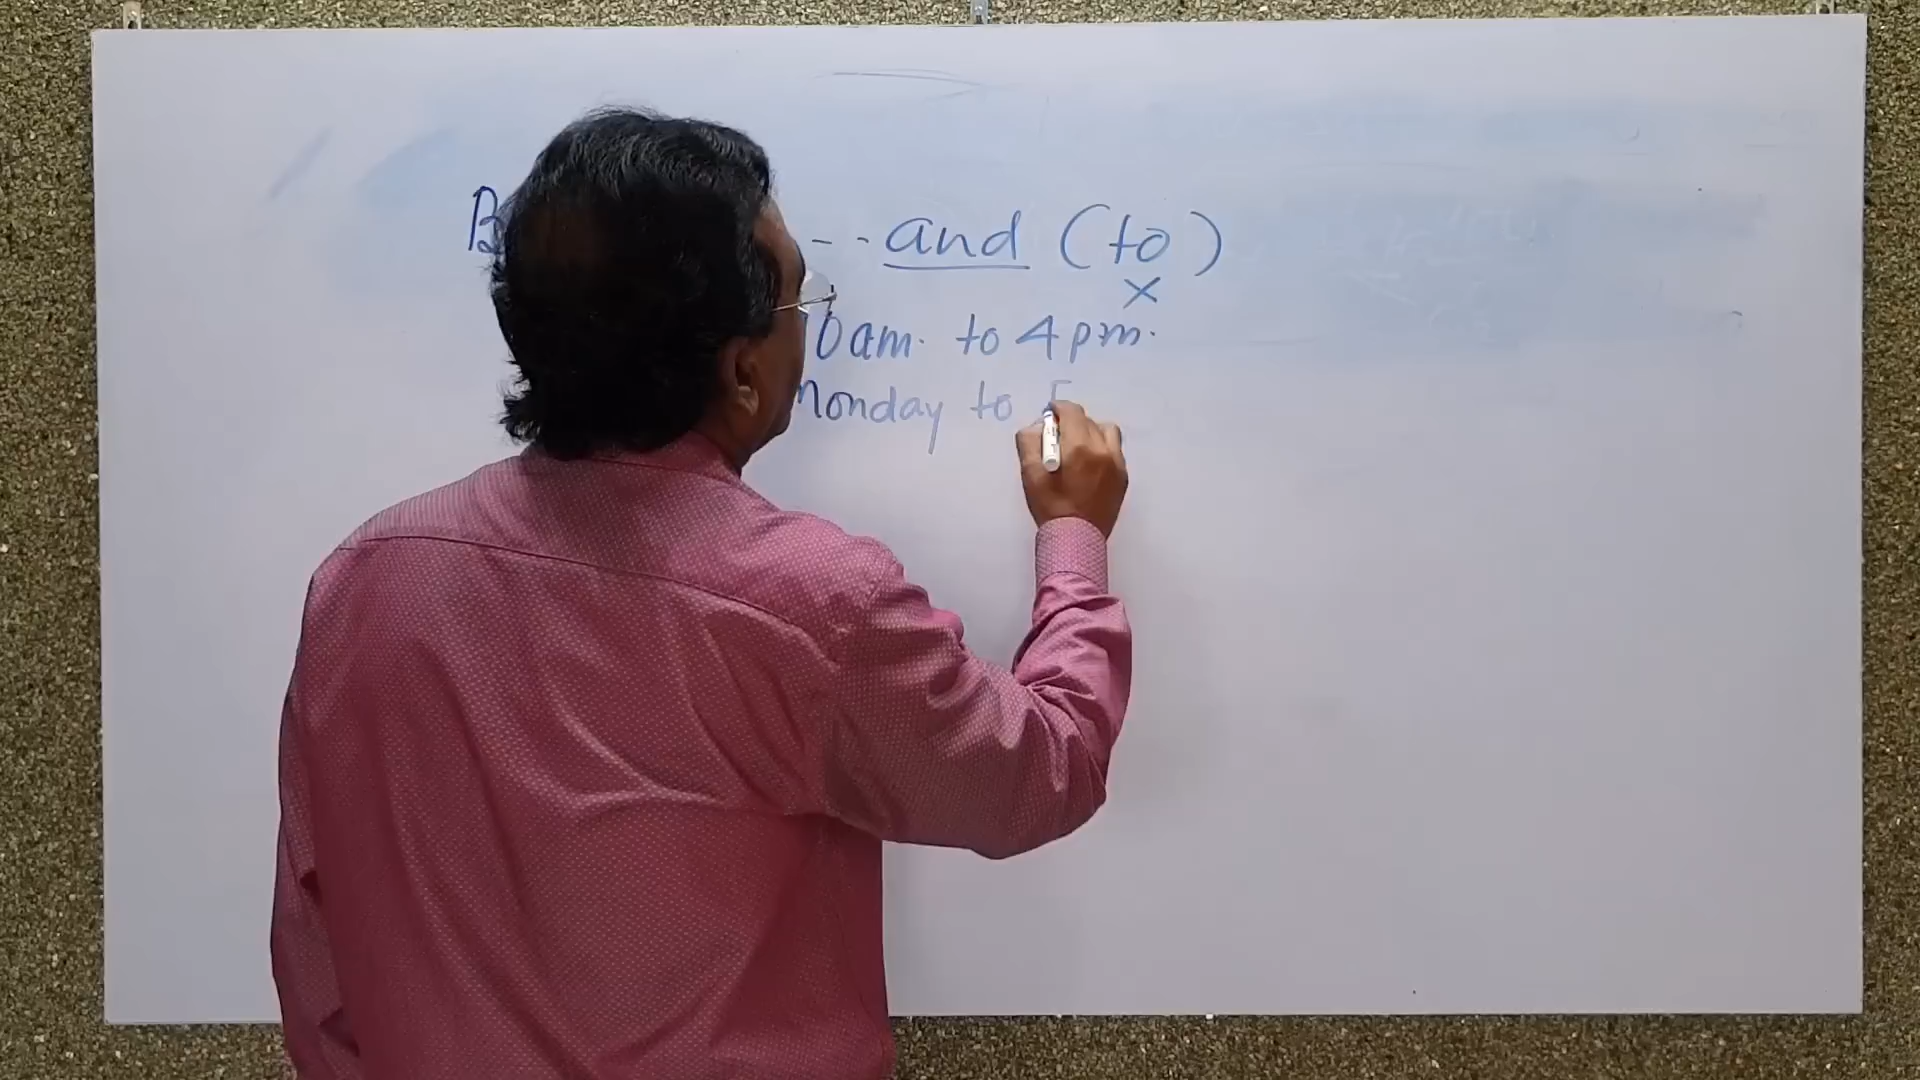 -- and (to)
x
0am. to 4pm.
Monday to F